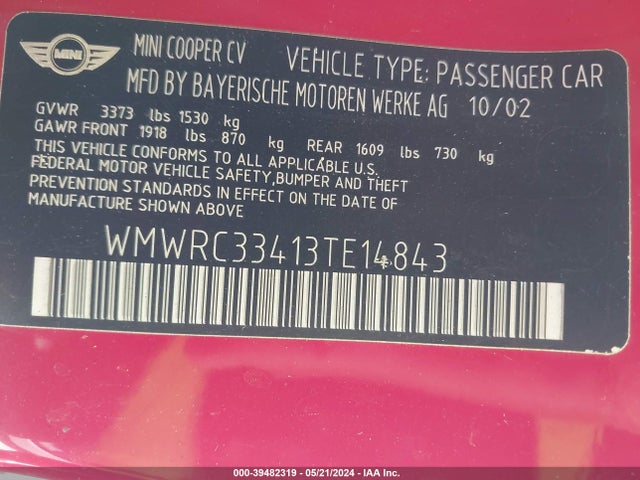 MINI
MINI COOPER CV VEHICLE TYPE: PASSENGER CAR
MFD BY BAYERISCHE MOTOREN WERKE AG 10/02
GVWR 3373 lbs 1530 kg
GAWR FRONT 1918 lbs 870 kg REAR 1609 lbs 730 kg
THIS VEHICLE CONFORMS TO ALL APPLICABLE U.S.
FEDERAL MOTOR VEHICLE SAFETY,BUMPER AND THEFT
PREVENTION STANDARDS IN EFFECT ON THE DATE OF
MANUFACTURE SHOWN ABOVE
WMWRC33413TE14843
000-39482319 - 05/21/2024 - IAA Inc.